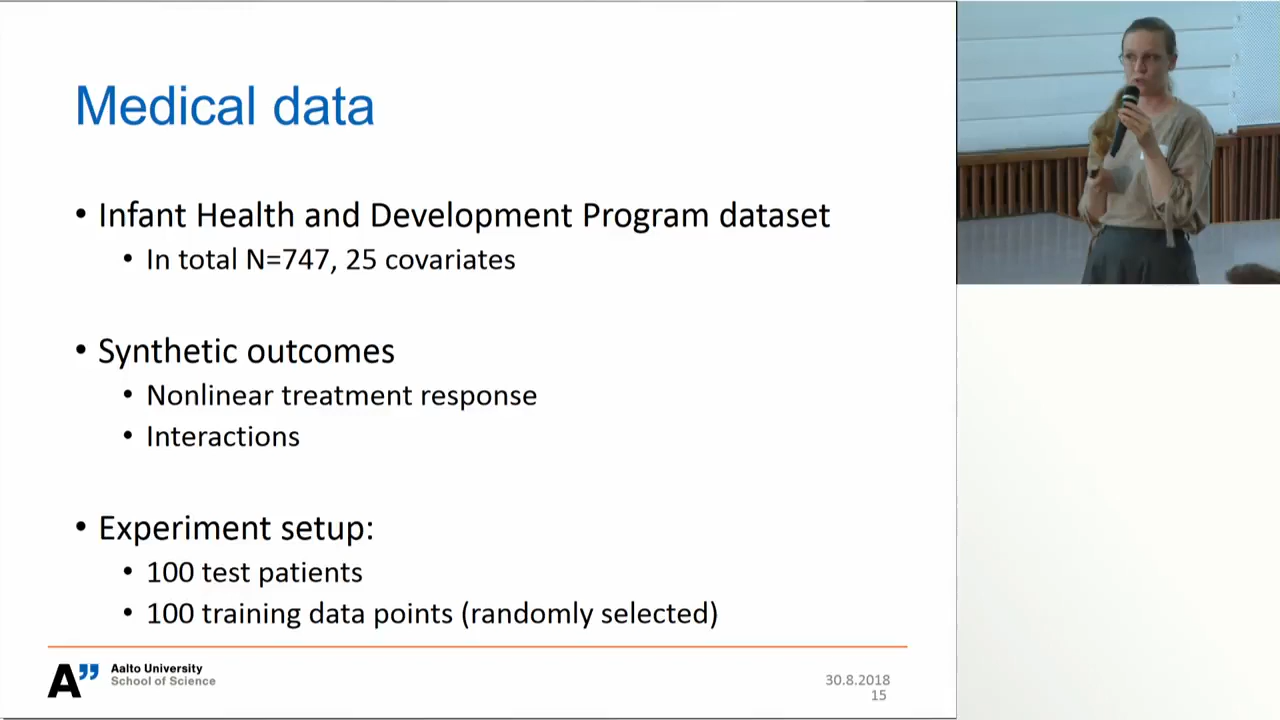 Medical data
• Infant Health and Development Program dataset
• In total N=747, 25 covariates
• Synthetic outcomes
• Nonlinear treatment response
• Interactions
• Experiment setup:
• 100 test patients
• 100 training data points (randomly selected)
A”
Aalto University
School of Science
30.8.2018
15